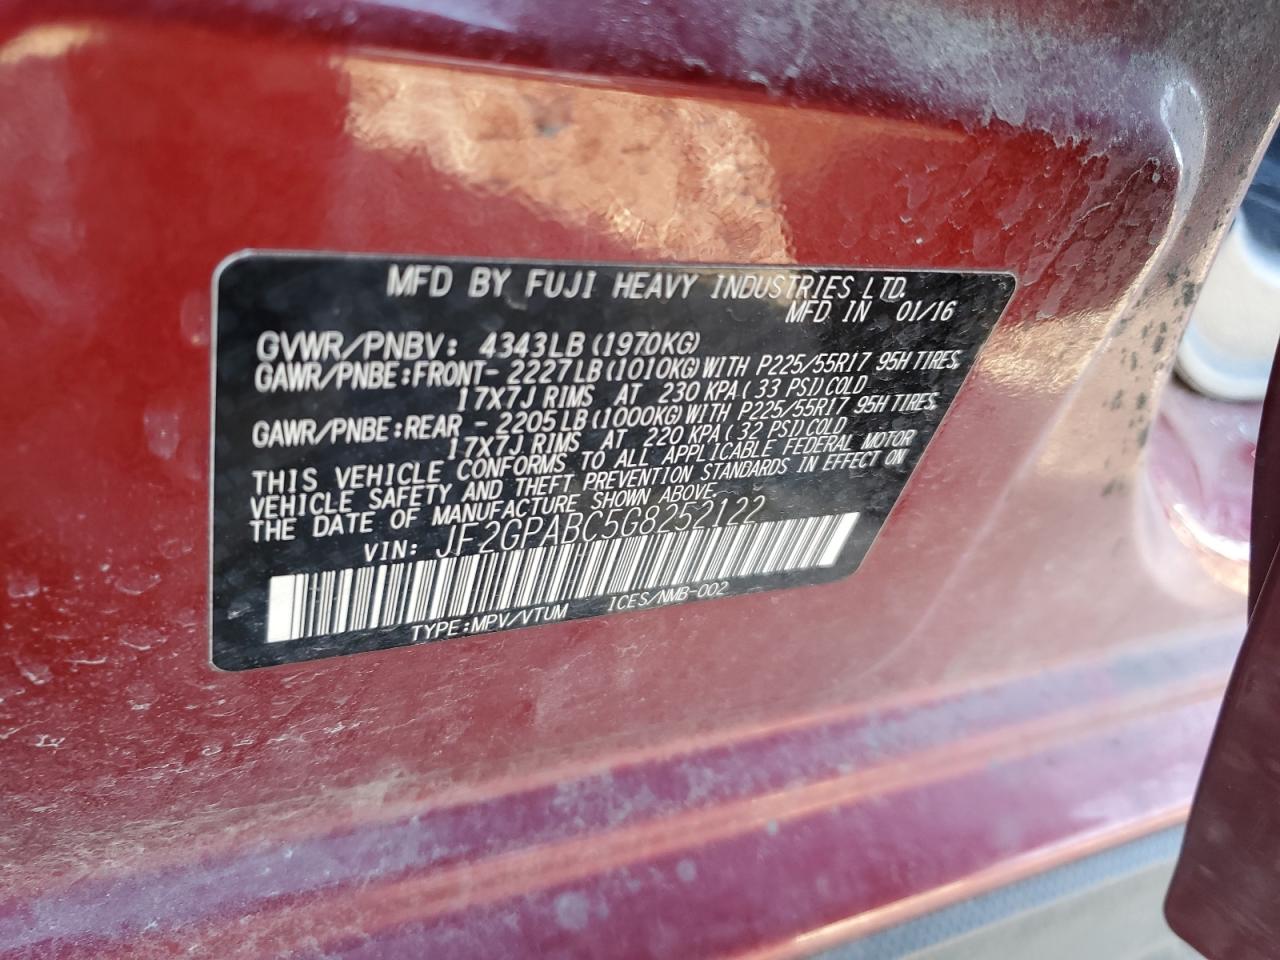 MFD BY FUJI HEAVY INDUSTRIES LTD.
MFD IN 01/16
GVWR/PNBV: 4343LB(1970KG)
GAWR/PNBE:FRONT-2227LB(1010KG)WITH P225/55R17 95H TIRES,
17X7J RIMS AT 230 KPA(33 PSI)COLD
GAWR/PNBE:REAR -2205LB(1000KG)WITH P225/55R17 95H TIRES,
17X7J RIMS AT 220 KPA(32 PSI)COLD
THIS VEHICLE CONFORMS TO ALL APPLICABLE FEDERAL MOTOR
VEHICLE SAFETY AND THEFT PREVENTION STANDARDS IN EFFECT ON
THE DATE OF MANUFACTURE SHOWN ABOVE.
VIN: JF2GPABC5G8252122
TYPE:MPV/VTUM ICES/NMB-002